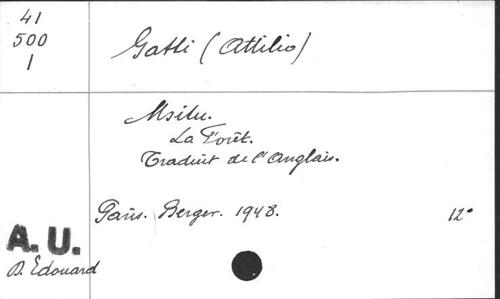 41
500
1
Gatti (Attilio)
Msitu.
La Forêt.
Traduit de l'anglais.
Paris. Berger. 1948.
12°
A. U.
D. Edouard